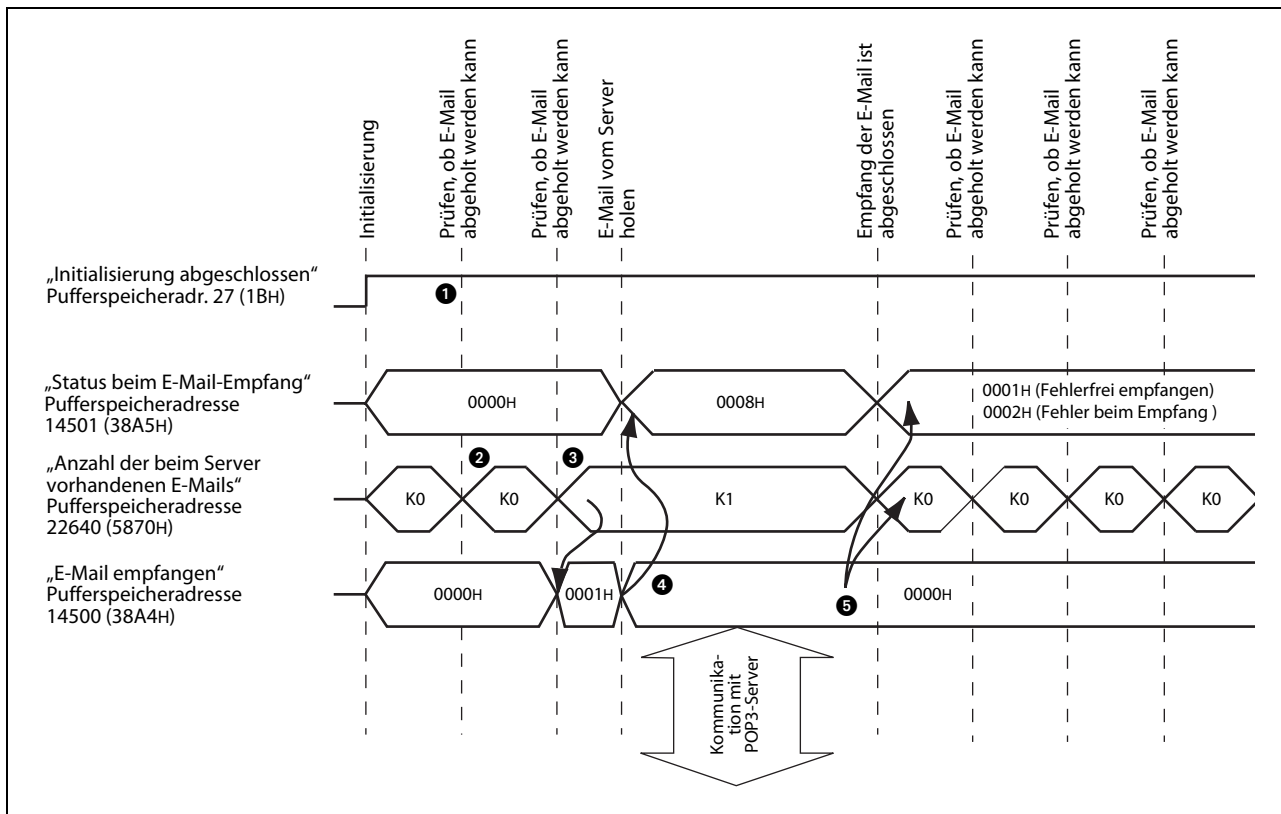 Initialisierung
Prüfen, ob E-Mail
abgeholt werden kann
Prüfen, ob E-Mail
abgeholt werden kann
E-Mail vom Server
holen
Empfang der E-Mail ist
abgeschlossen
Prüfen, ob E-Mail
abgeholt werden kann
Prüfen, ob E-Mail
abgeholt werden kann
Prüfen, ob E-Mail
abgeholt werden kann
„Initialisierung abgeschlossen“
Pufferspeicheradr. 27 (1BH)
❶
„Status beim E-Mail-Empfang“
Pufferspeicheradresse
14501 (38A5H)
0000H
0008H
0001H (Fehlerfrei empfangen)
0002H (Fehler beim Empfang )
❷
❸
„Anzahl der beim Server
vorhandenen E-Mails“
Pufferspeicheradresse
22640 (5870H)
K0
K0
K1
K0
K0
K0
K0
„E-Mail empfangen“
Pufferspeicheradresse
14500 (38A4H)
0000H
0001H
❹
❺
0000H
Kommunika-
tion mit
POP3-Server